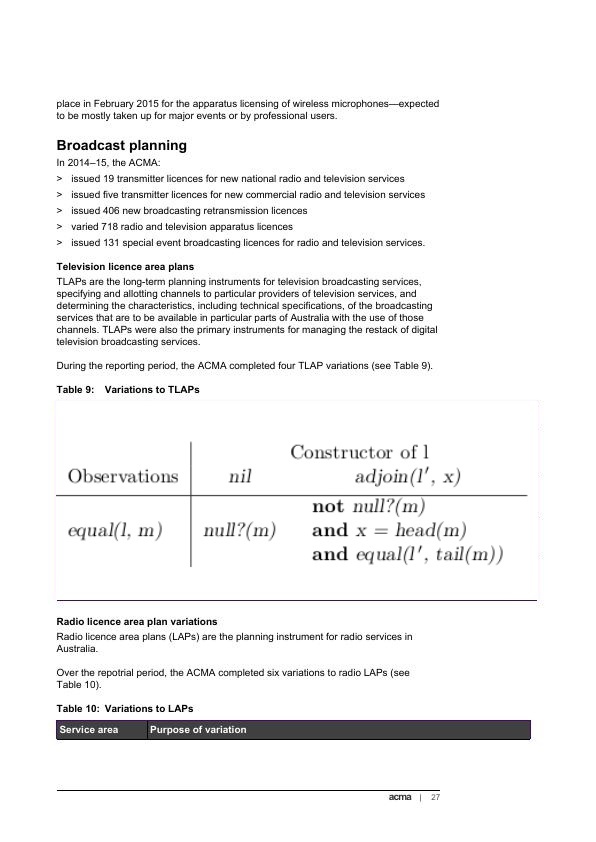 place in February 2015 for the apparatus licensing of wireless microphones—expected
to be mostly taken up for major events or by professional users.
Broadcast planning
In 2014–15, the ACMA:
> issued 19 transmitter licences for new national radio and television services
> issued five transmitter licences for new commercial radio and television services
> issued 406 new broadcasting retransmission licences
> varied 718 radio and television apparatus licences
> issued 131 special event broadcasting licences for radio and television services.
Television licence area plans
TLAPs are the long-term planning instruments for television broadcasting services,
specifying and allotting channels to particular providers of television services, and
determining the characteristics, including technical specifications, of the broadcasting
services that are to be available in particular parts of Australia with the use of those
channels. TLAPs were also the primary instruments for managing the restack of digital
television broadcasting services.
During the reporting period, the ACMA completed four TLAP variations (see Table 9).
Table 9: Variations to TLAPs
Constructor of l
Observations nil adjoin(l′, x)
not null?(m)
equal(l, m) null?(m) and x = head(m)
and equal(l′, tail(m))
Radio licence area plan variations
Radio licence area plans (LAPs) are the planning instrument for radio services in
Australia.
Over the repotrial period, the ACMA completed six variations to radio LAPs (see
Table 10).
Table 10: Variations to LAPs
Service area Purpose of variation
acma | 27